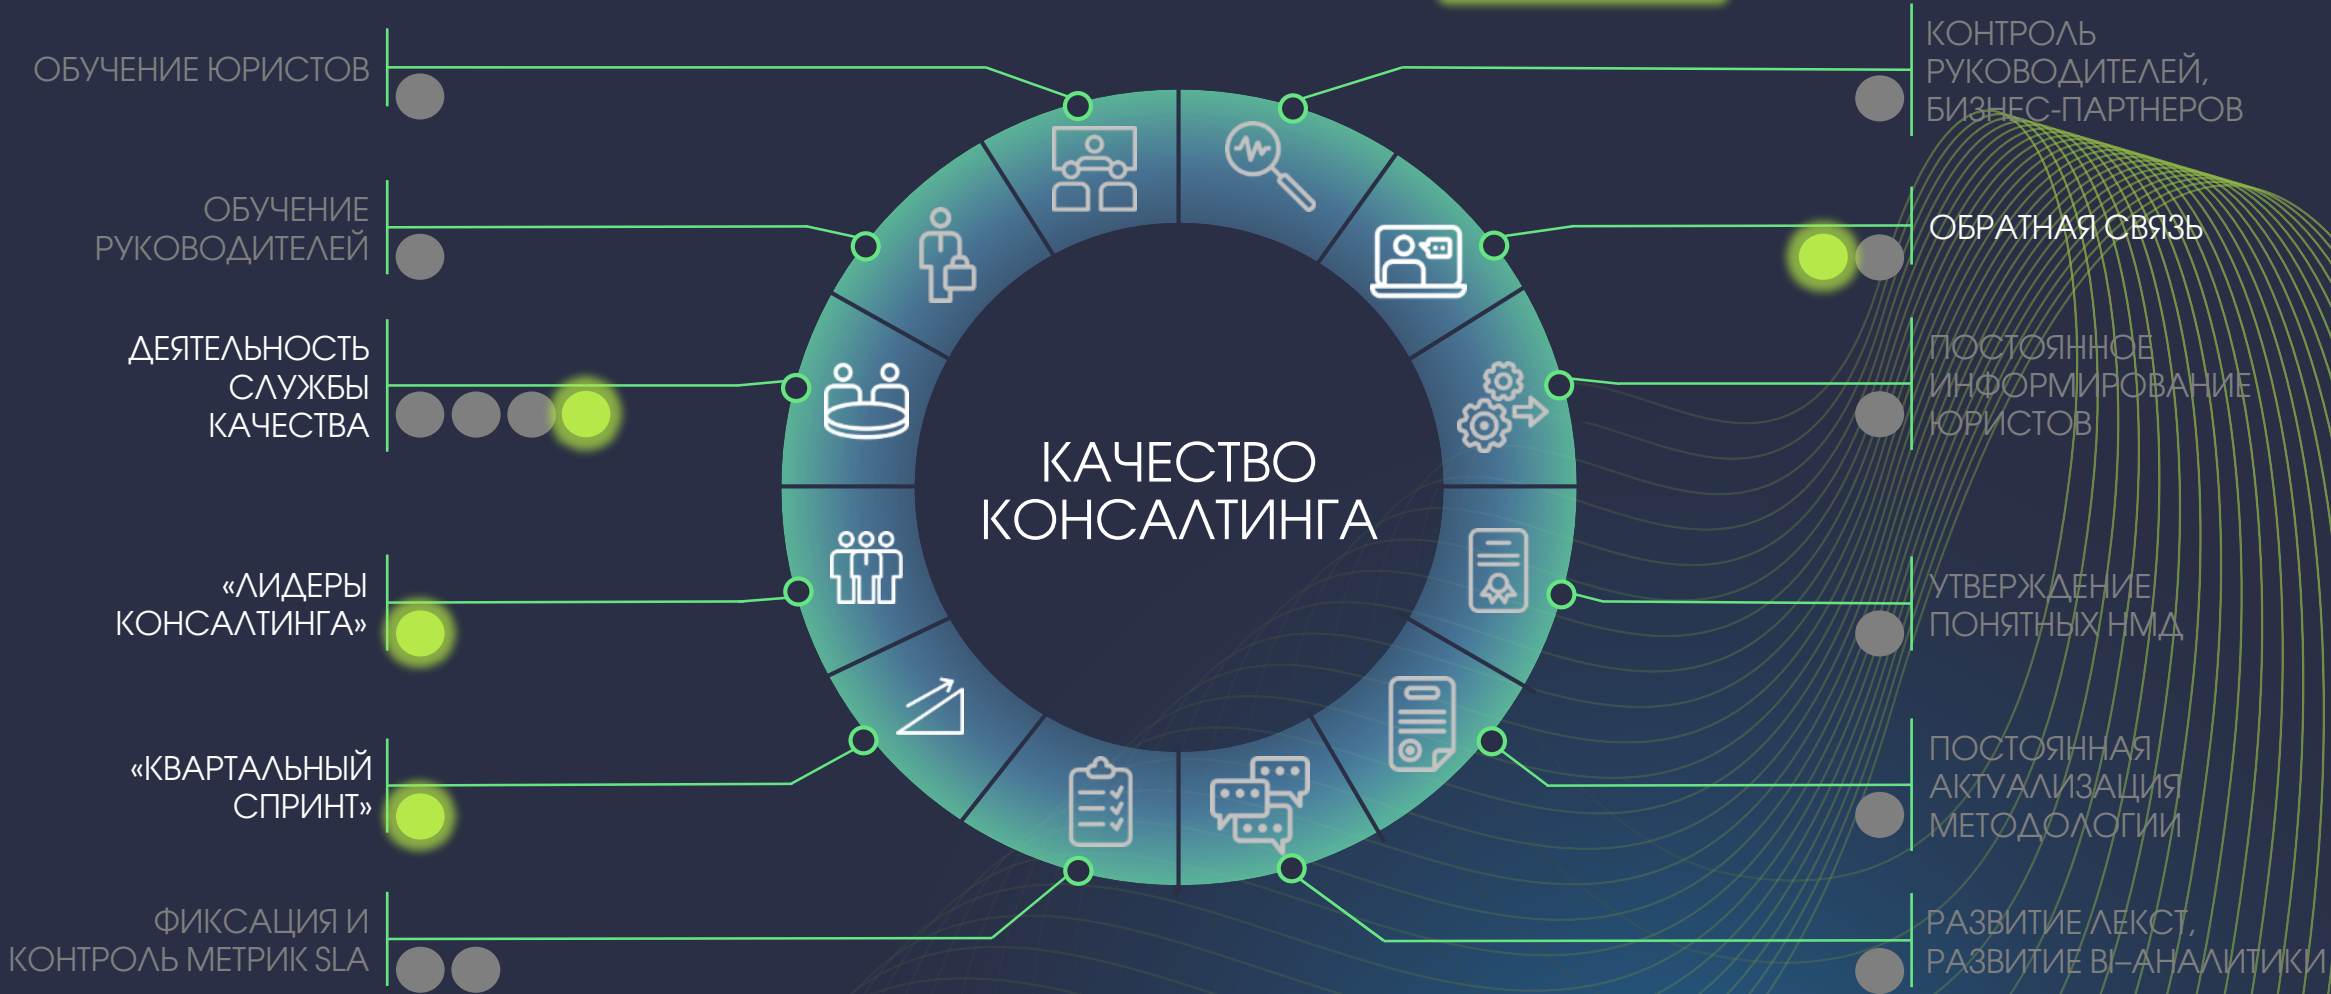 ОБУЧЕНИЕ ЮРИСТОВ
ОБУЧЕНИЕ
РУКОВОДИТЕЛЕЙ
ДЕЯТЕЛЬНОСТЬ
СЛУЖБЫ
КАЧЕСТВА
«ЛИДЕРЫ
КОНСАЛТИНГА»
«КВАРТАЛЬНЫЙ
СПРИНТ»
ФИКСАЦИЯ И
КОНТРОЛЬ МЕТРИК SLA
КАЧЕСТВО
КОНСАЛТИНГА
КОНТРОЛЬ
РУКОВОДИТЕЛЕЙ,
БИЗНЕС-ПАРТНЕРОВ
ОБРАТНАЯ СВЯЗЬ
ПОСТОЯННОЕ
ИНФОРМИРОВАНИЕ
ЮРИСТОВ
УТВЕРЖДЕНИЕ
ПОНЯТНЫХ НМД
ПОСТОЯННАЯ
АКТУАЛИЗАЦИЯ
МЕТОДОЛОГИИ
РАЗВИТИЕ ЛЕКСТ,
РАЗВИТИЕ BI–АНАЛИТИКИ